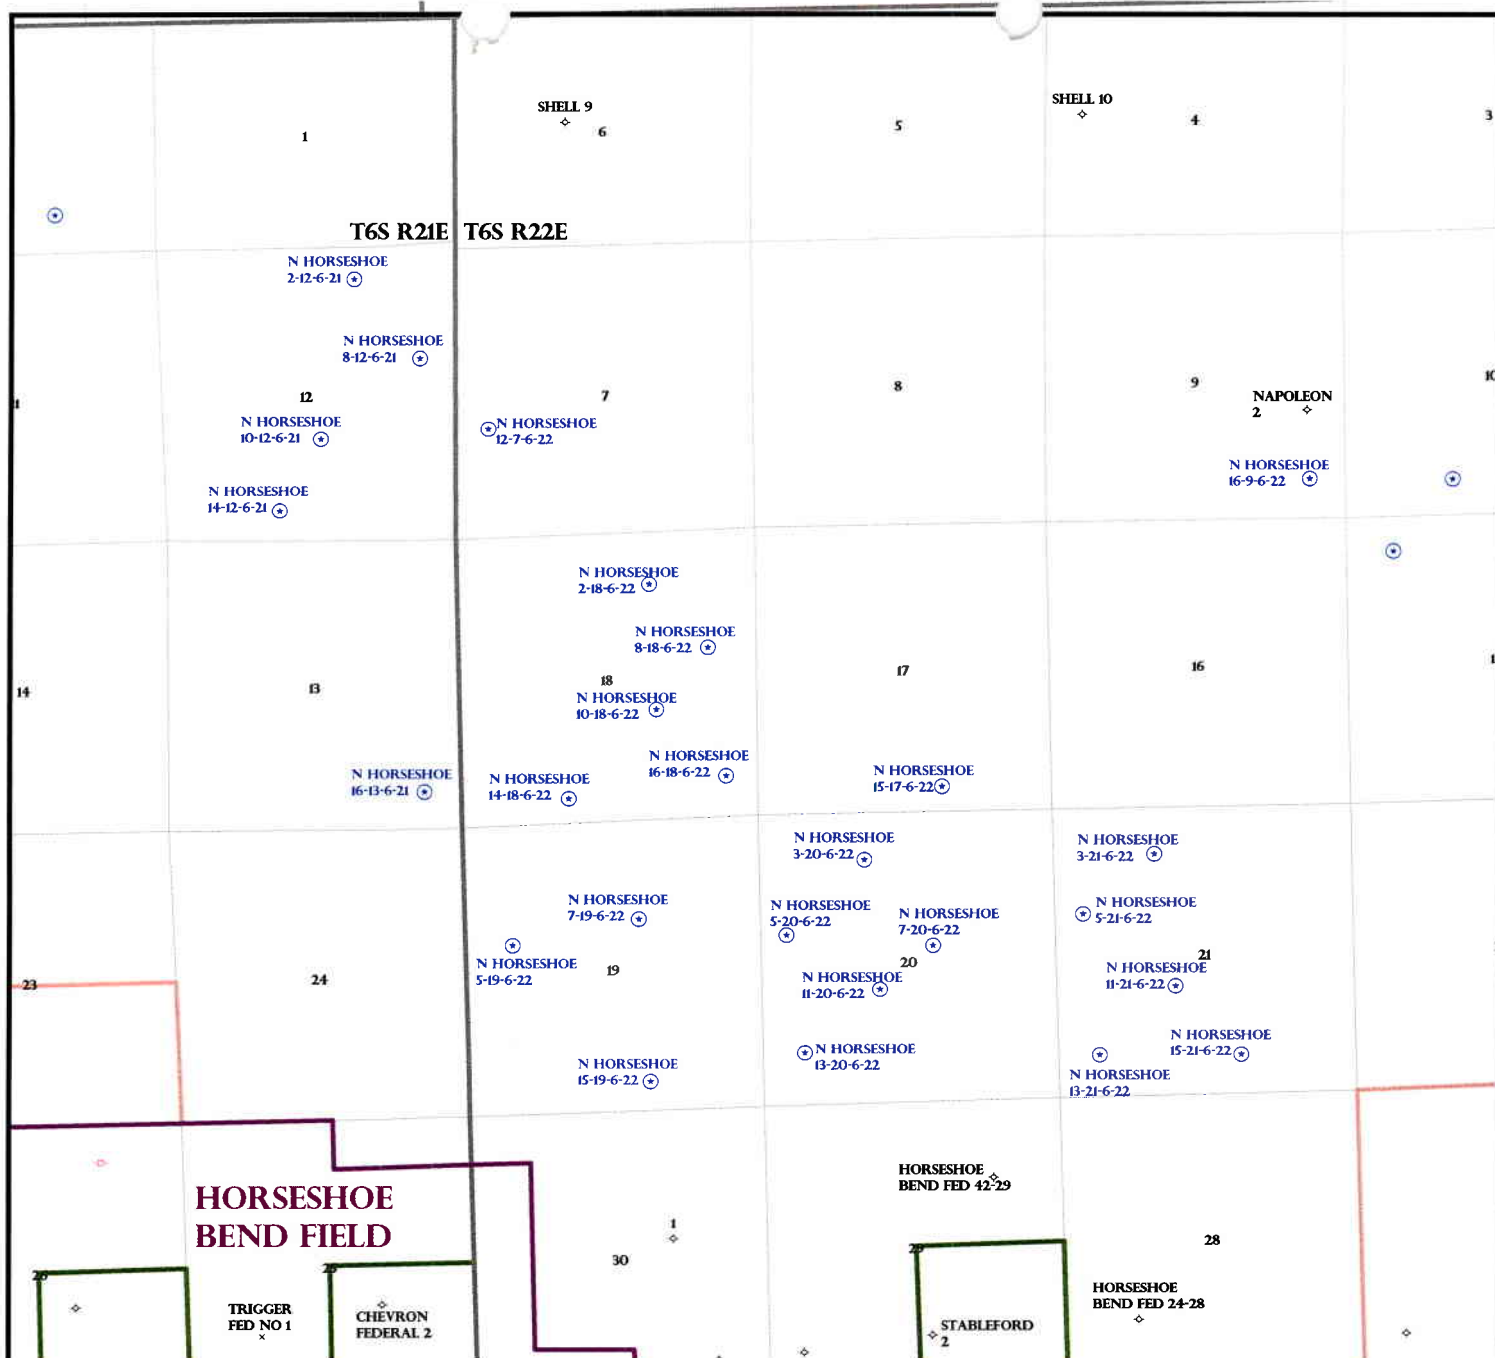 SHELL 9
SHELL 10
1
6
5
4
3
T6S R21E
T6S R22E
N HORSESHOE
2-12-6-21
N HORSESHOE
8-12-6-21
12
7
8
9
10
NAPOLEON
2
N HORSESHOE
10-12-6-21
N HORSESHOE
12-7-6-22
N HORSESHOE
16-9-6-22
N HORSESHOE
14-12-6-21
N HORSESHOE
2-18-6-22
N HORSESHOE
8-18-6-22
14
13
18
17
16
N HORSESHOE
10-18-6-22
N HORSESHOE
16-18-6-22
N HORSESHOE
16-13-6-21
N HORSESHOE
14-18-6-22
N HORSESHOE
15-17-6-22
N HORSESHOE
3-20-6-22
N HORSESHOE
3-21-6-22
N HORSESHOE
7-19-6-22
N HORSESHOE
5-20-6-22
N HORSESHOE
7-20-6-22
N HORSESHOE
5-21-6-22
23
24
N HORSESHOE
5-19-6-22
19
20
21
N HORSESHOE
11-20-6-22
N HORSESHOE
11-21-6-22
N HORSESHOE
15-19-6-22
N HORSESHOE
13-20-6-22
N HORSESHOE
15-21-6-22
N HORSESHOE
13-21-6-22
HORSESHOE
BEND FIELD
HORSESHOE
BEND FED 42-29
1
30
29
28
26
25
TRIGGER
FED NO 1
CHEVRON
FEDERAL 2
STABLEFORD
2
HORSESHOE
BEND FED 24-28